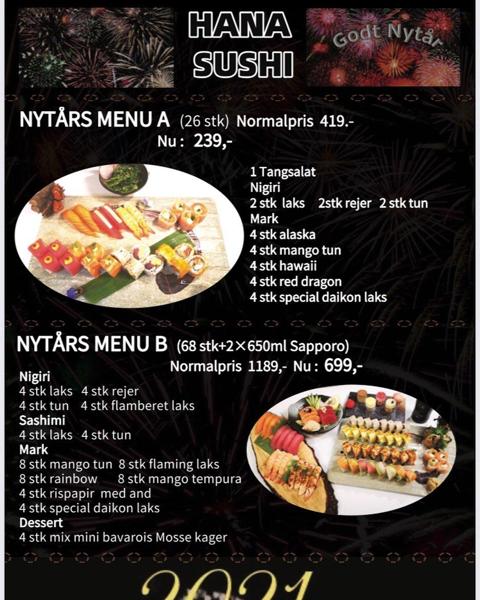 HANA
SUSHI
Godt Nytår
NYTÅRS MENU A (26 stk) Normalpris 419.-
Nu : 239,-
1 Tangsalat
Nigiri
2 stk laks 2stk rejer 2 stk tun
Mark
4 stk alaska
4 stk mango tun
4 stk hawaii
4 stk red dragon
4 stk special daikon laks
NYTÅRS MENU B (68 stk+2×650ml Sapporo)
Normalpris 1189,- Nu : 699,-
Nigiri
4 stk laks 4 stk rejer
4 stk tun 4 stk flamberet laks
Sashimi
4 stk laks 4 stk tun
Mark
8 stk mango tun 8 stk flaming laks
8 stk rainbow 8 stk mango tempura
4 stk rispapir med and
4 stk special daikon laks
Dessert
4 stk mix mini bavarois Mosse kager
2021